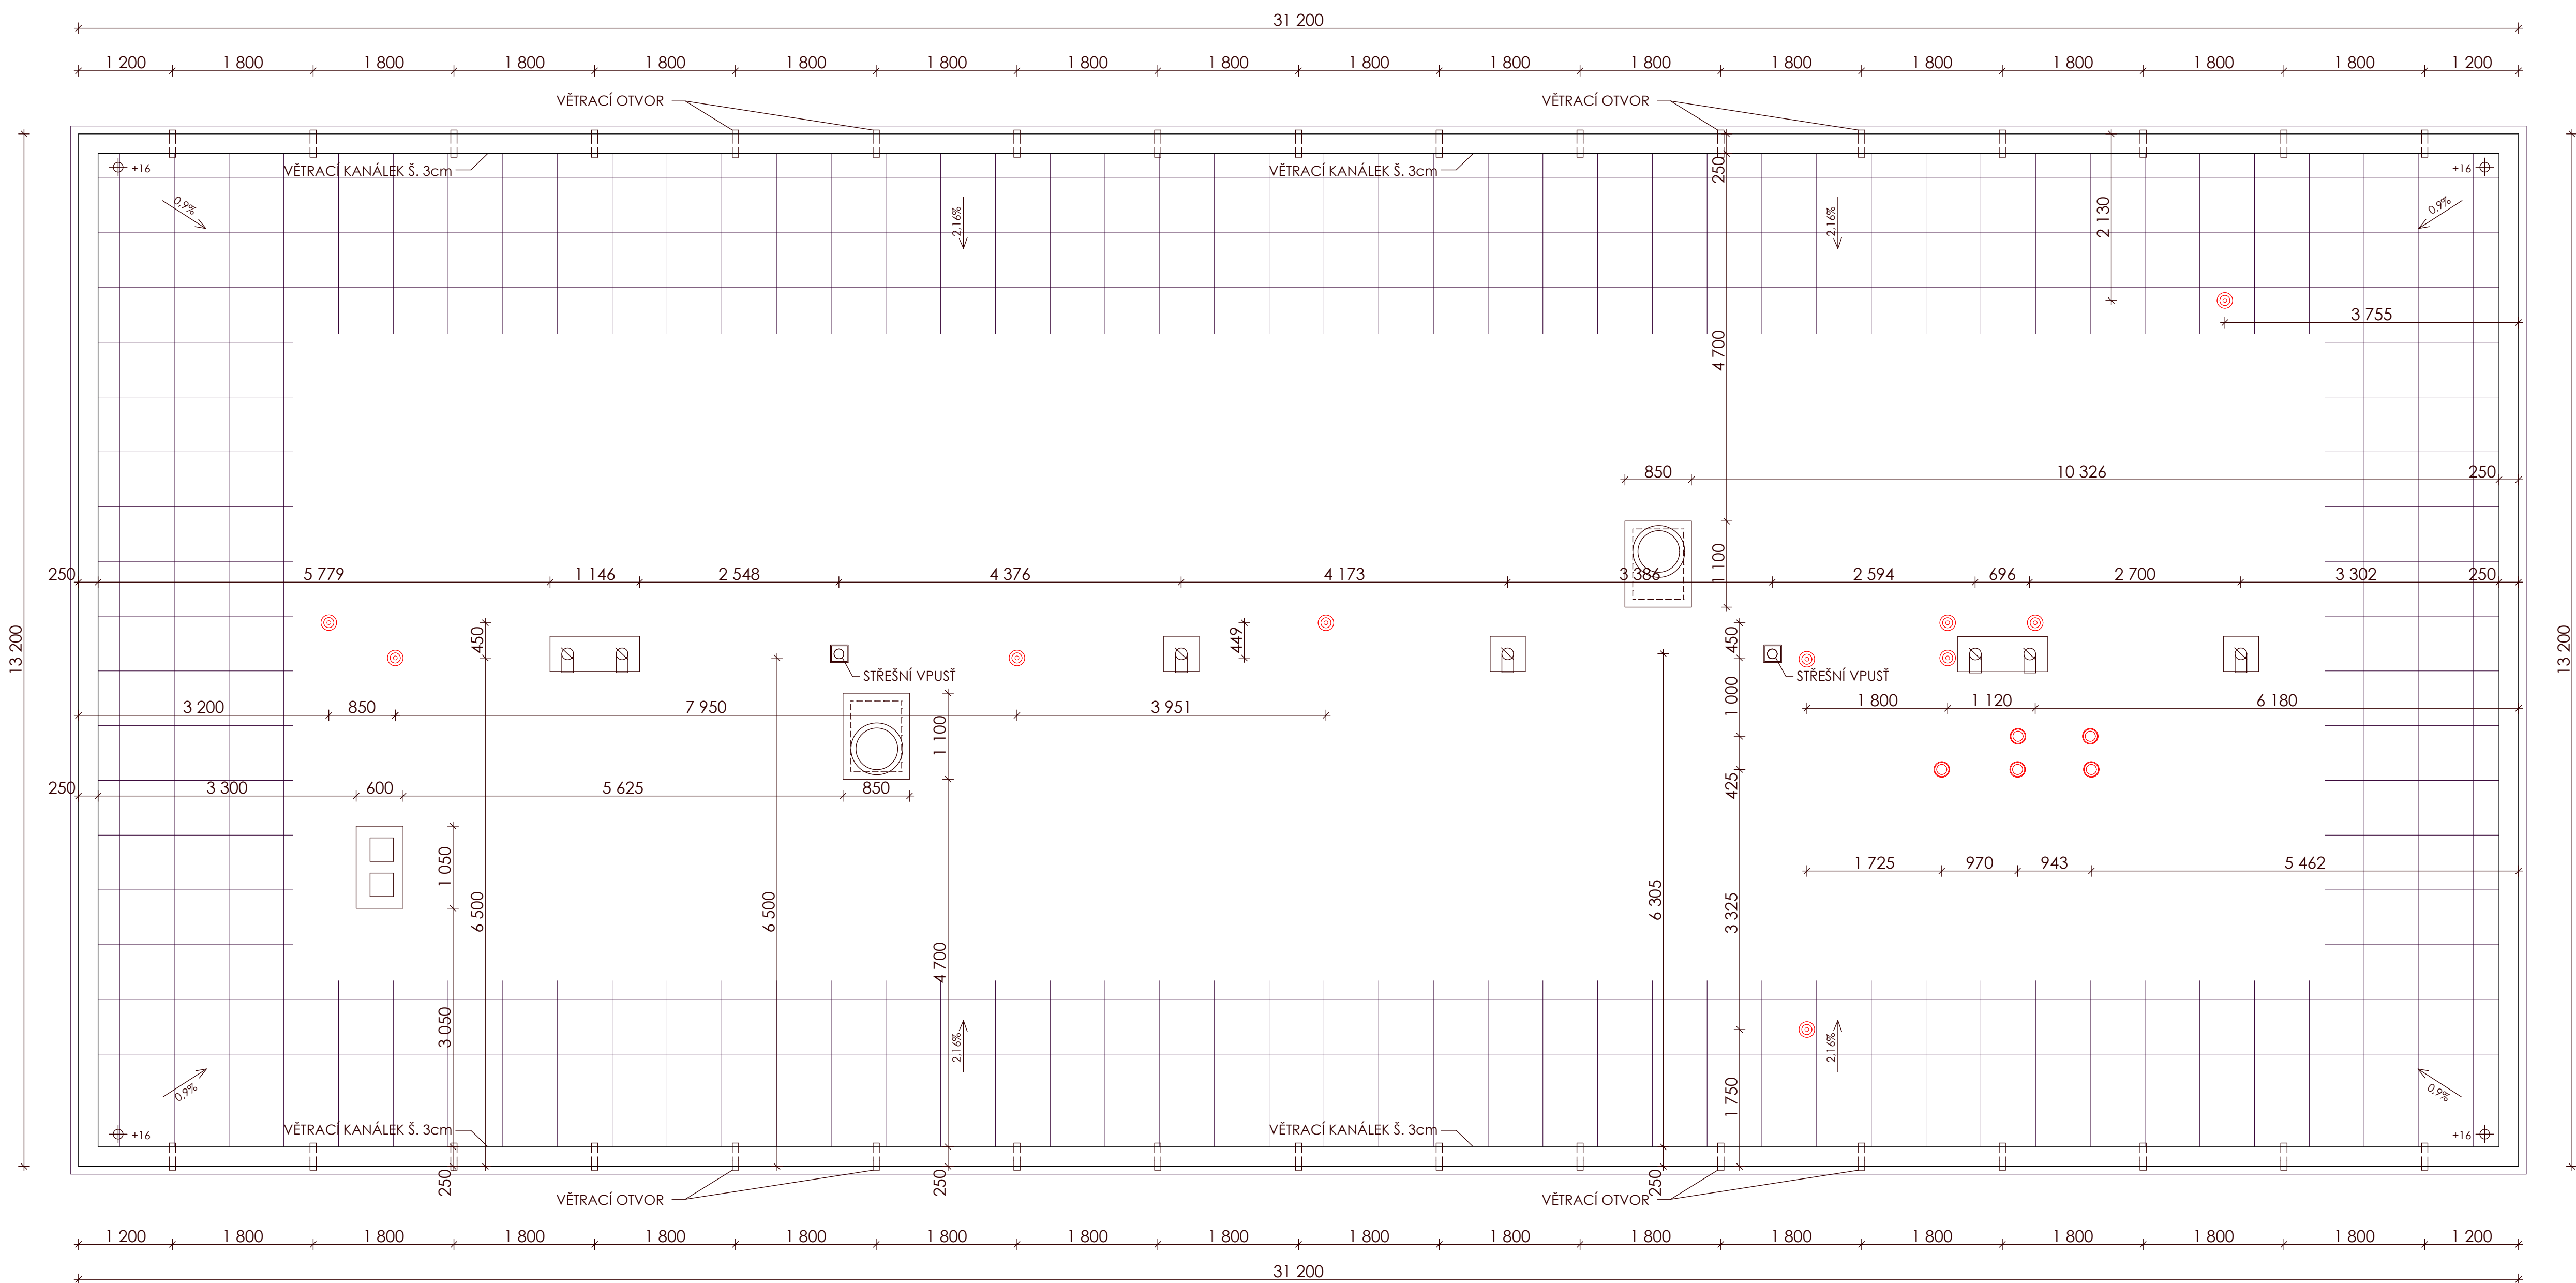 31 200
1 200 1 800 1 800 1 800 1 800 1 800 1 800 1 800 1 800 1 800 1 800 1 800 1 800 1 800 1 800 1 800 1 800 1 200
VĚTRACÍ OTVOR VĚTRACÍ OTVOR
+16 VĚTRACÍ KANÁLEK Š. 3cm VĚTRACÍ KANÁLEK Š. 3cm 250 +16
0,9% 2,16% 2,16% 2 130 0,9%
3 755
4 700
850 10 326 250
1 100
250 5 779 1 146 2 548 4 376 4 173 3 386 2 594 696 2 700 3 302 250
13 200 450 449 450 13 200
STŘEŠNÍ VPUSŤ STŘEŠNÍ VPUSŤ
1 000
3 200 850 7 950 3 951 1 800 1 120 6 180
1 100
425
250 3 300 600 5 625 850
1 050 1 725 970 943 5 462
6 500 6 500 6 305 3 325
4 700
3 050 2,16% 2,16%
0,9% 1 750 0,9%
+16 VĚTRACÍ KANÁLEK Š. 3cm VĚTRACÍ KANÁLEK Š. 3cm +16
250 250 250
VĚTRACÍ OTVOR VĚTRACÍ OTVOR
1 200 1 800 1 800 1 800 1 800 1 800 1 800 1 800 1 800 1 800 1 800 1 800 1 800 1 800 1 800 1 800 1 800 1 200
31 200